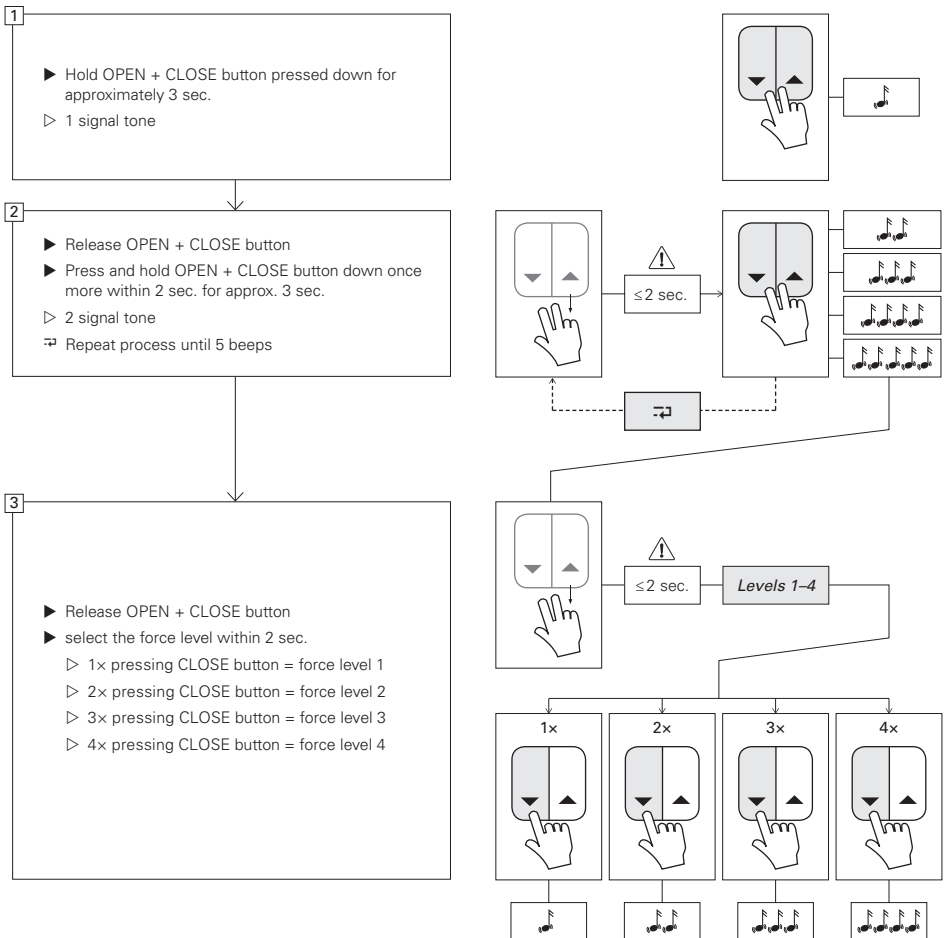 1
▶ Hold OPEN + CLOSE button pressed down for
approximately 3 sec.
▷ 1 signal tone
2
▶ Release OPEN + CLOSE button
▶ Press and hold OPEN + CLOSE button down once
more within 2 sec. for approx. 3 sec.
▷ 2 signal tone
Repeat process until 5 beeps
≤2 sec.
3
▶ Release OPEN + CLOSE button
▶ select the force level within 2 sec.
▷ 1× pressing CLOSE button = force level 1
▷ 2× pressing CLOSE button = force level 2
▷ 3× pressing CLOSE button = force level 3
▷ 4× pressing CLOSE button = force level 4
≤2 sec.
Levels 1–4
1×
2×
3×
4×